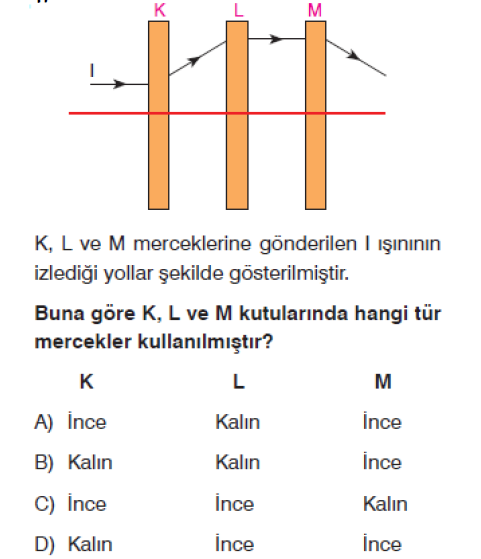 K L M
I
K, L ve M merceklerine gönderilen I ışınının
izlediği yollar şekilde gösterilmiştir.
Buna göre K, L ve M kutularında hangi tür
mercekler kullanılmıştır?
K L M
A) İnce Kalın İnce
B) Kalın Kalın İnce
C) İnce İnce Kalın
D) Kalın İnce İnce